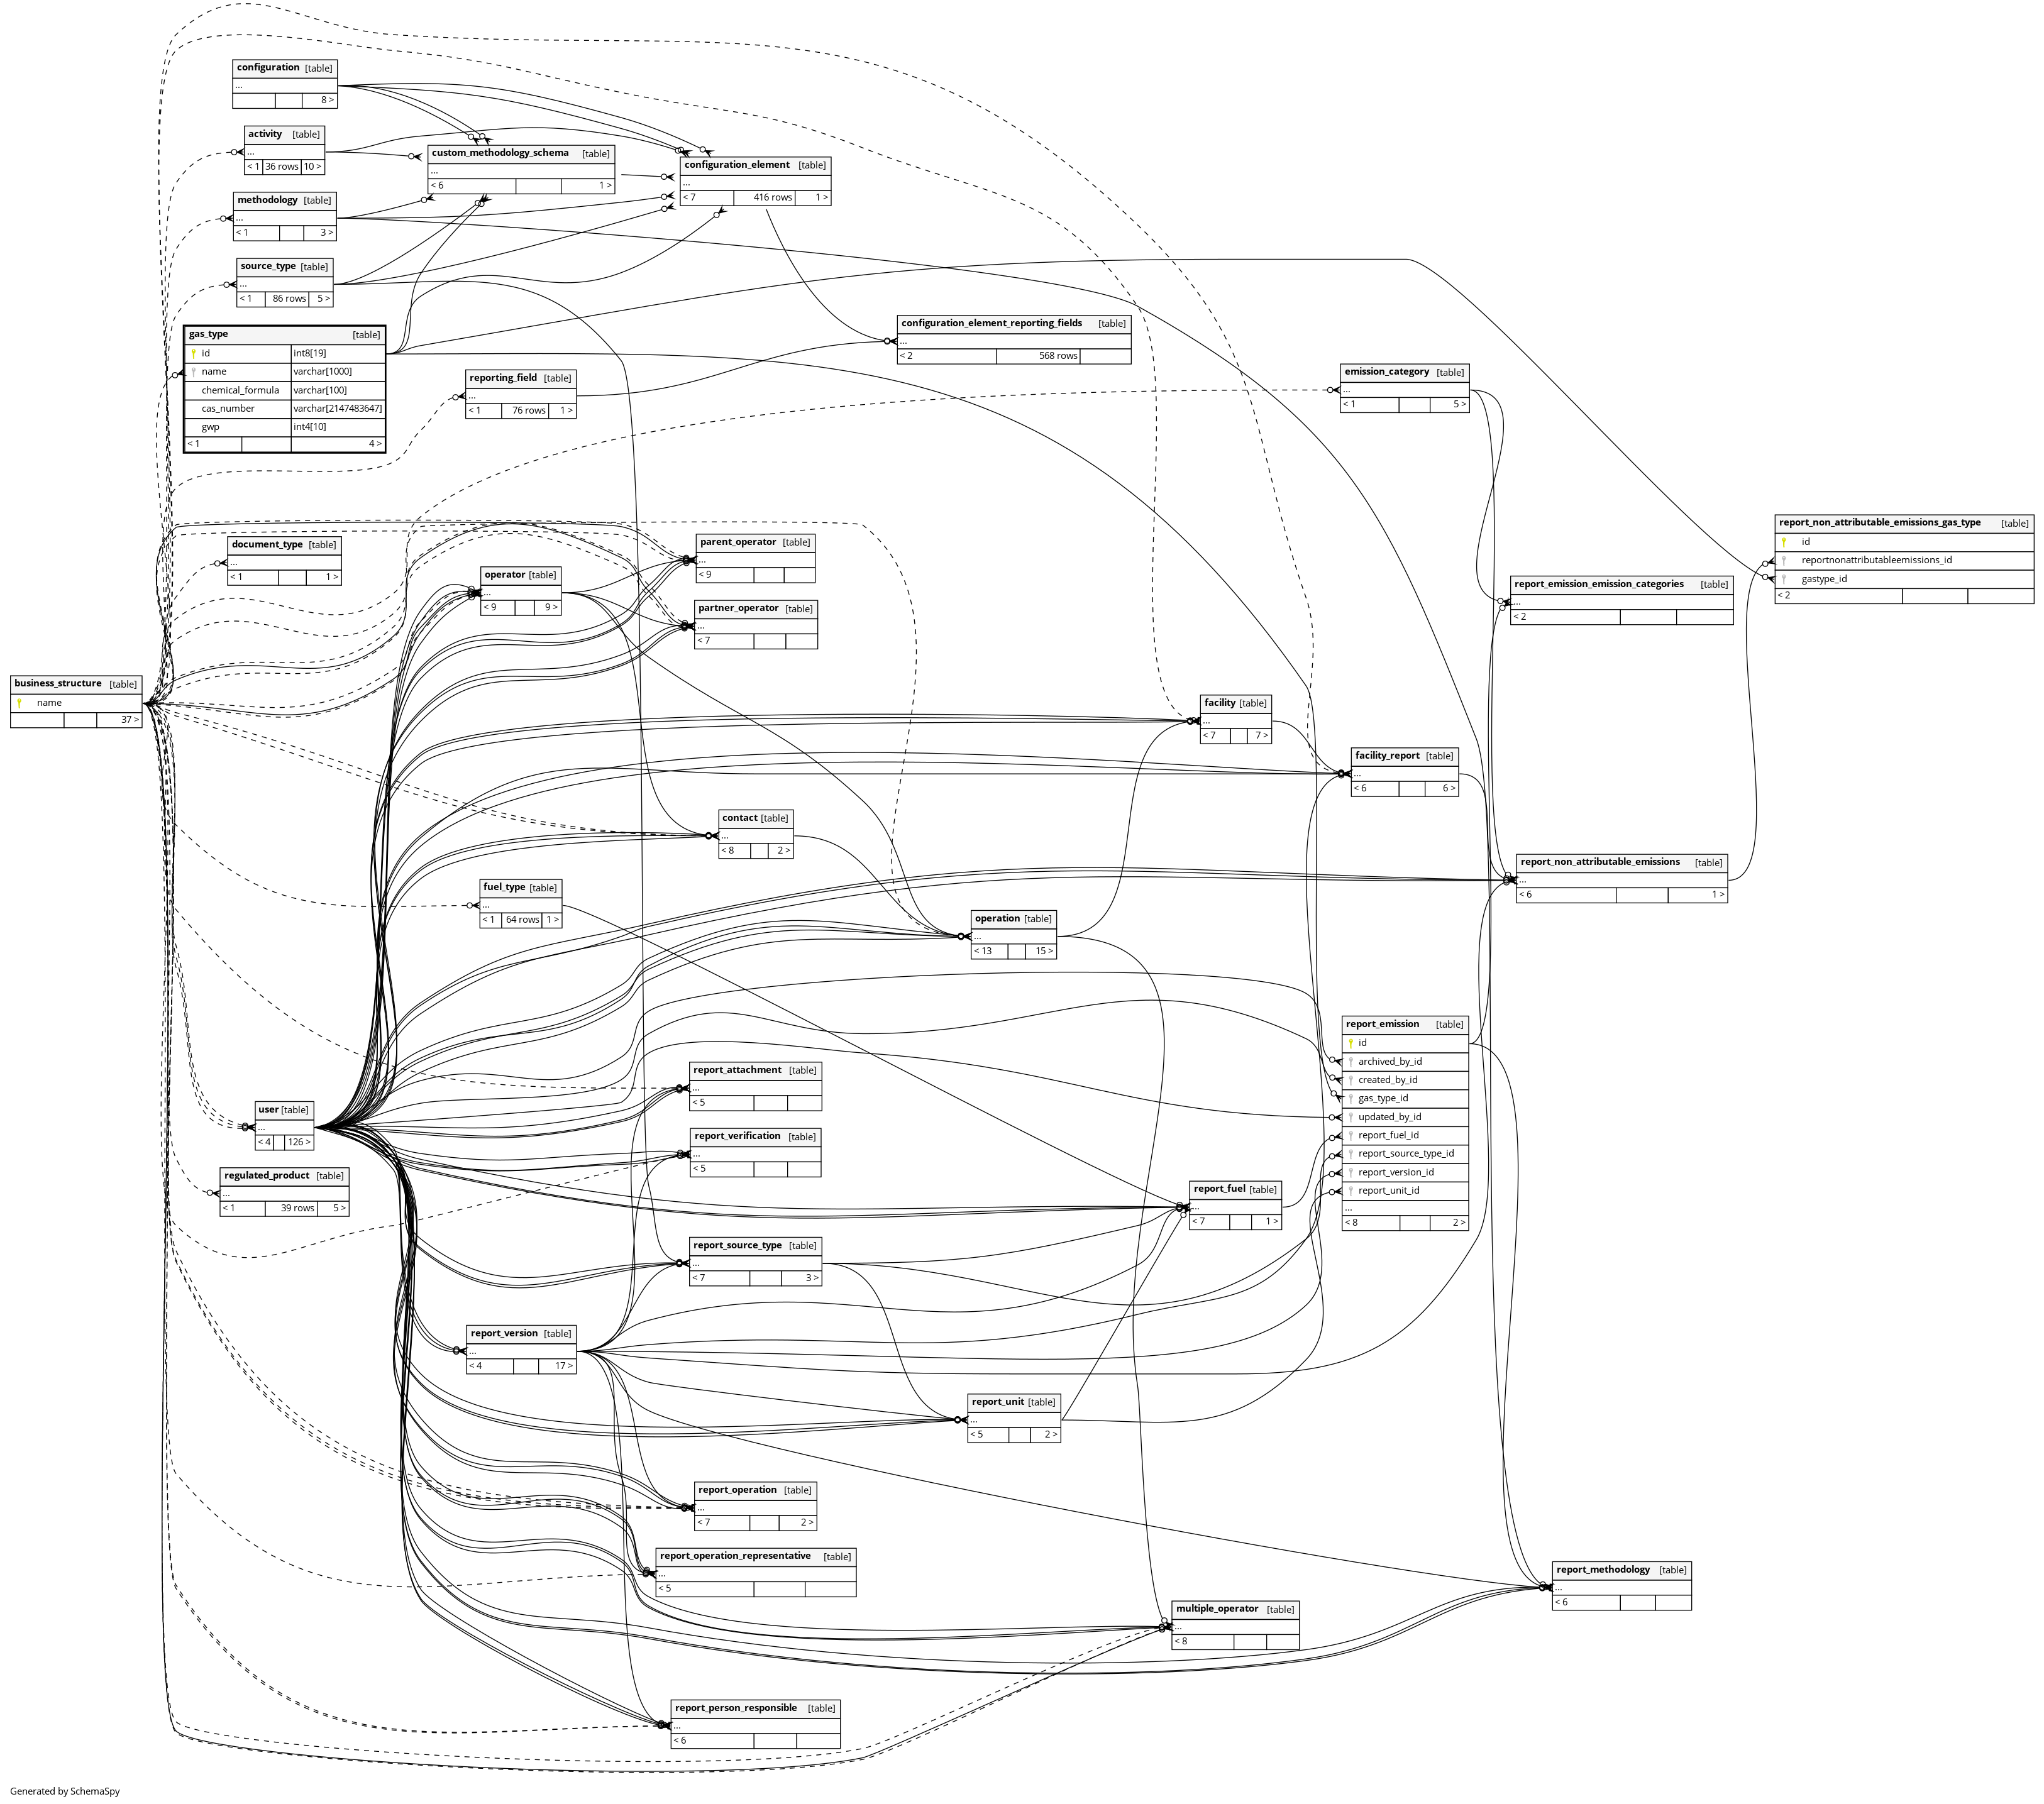 configuration [table]
...
8 >
activity [table]
...
< 1 36 rows 10 >
custom_methodology_schema [table]
...
< 6 1 >
configuration_element [table]
...
< 7 416 rows 1 >
methodology [table]
...
< 1 3 >
source_type [table]
...
< 1 86 rows 5 >
gas_type [table]
id int8[19]
name varchar[1000]
chemical_formula varchar[100]
cas_number varchar[2147483647]
gwp int4[10]
< 1 4 >
configuration_element_reporting_fields [table]
...
< 2 568 rows
reporting_field [table]
...
< 1 76 rows 1 >
emission_category [table]
...
< 1 5 >
report_non_attributable_emissions_gas_type [table]
id
reportnonattributableemissions_id
gastype_id
< 2
document_type [table]
...
< 1 1 >
parent_operator [table]
...
< 9
operator [table]
...
< 9 9 >
report_emission_emission_categories [table]
...
< 2
partner_operator [table]
...
< 7
business_structure [table]
name
37 >
facility [table]
...
< 7 7 >
facility_report [table]
...
< 6 6 >
contact [table]
...
< 8 2 >
report_non_attributable_emissions [table]
...
< 6 1 >
fuel_type [table]
...
< 1 64 rows 1 >
operation [table]
...
< 13 15 >
report_emission [table]
id
archived_by_id
created_by_id
gas_type_id
updated_by_id
report_fuel_id
report_source_type_id
report_version_id
report_unit_id
...
< 8 2 >
report_attachment [table]
...
< 5
user [table]
...
< 4 126 >
report_verification [table]
...
< 5
regulated_product [table]
...
< 1 39 rows 5 >
report_fuel [table]
...
< 7 1 >
report_source_type [table]
...
< 7 3 >
report_version [table]
...
< 4 17 >
report_unit [table]
...
< 5 2 >
report_operation [table]
...
< 7 2 >
report_operation_representative [table]
...
< 5
report_methodology [table]
...
< 6
multiple_operator [table]
...
< 8
report_person_responsible [table]
...
< 6
Generated by SchemaSpy